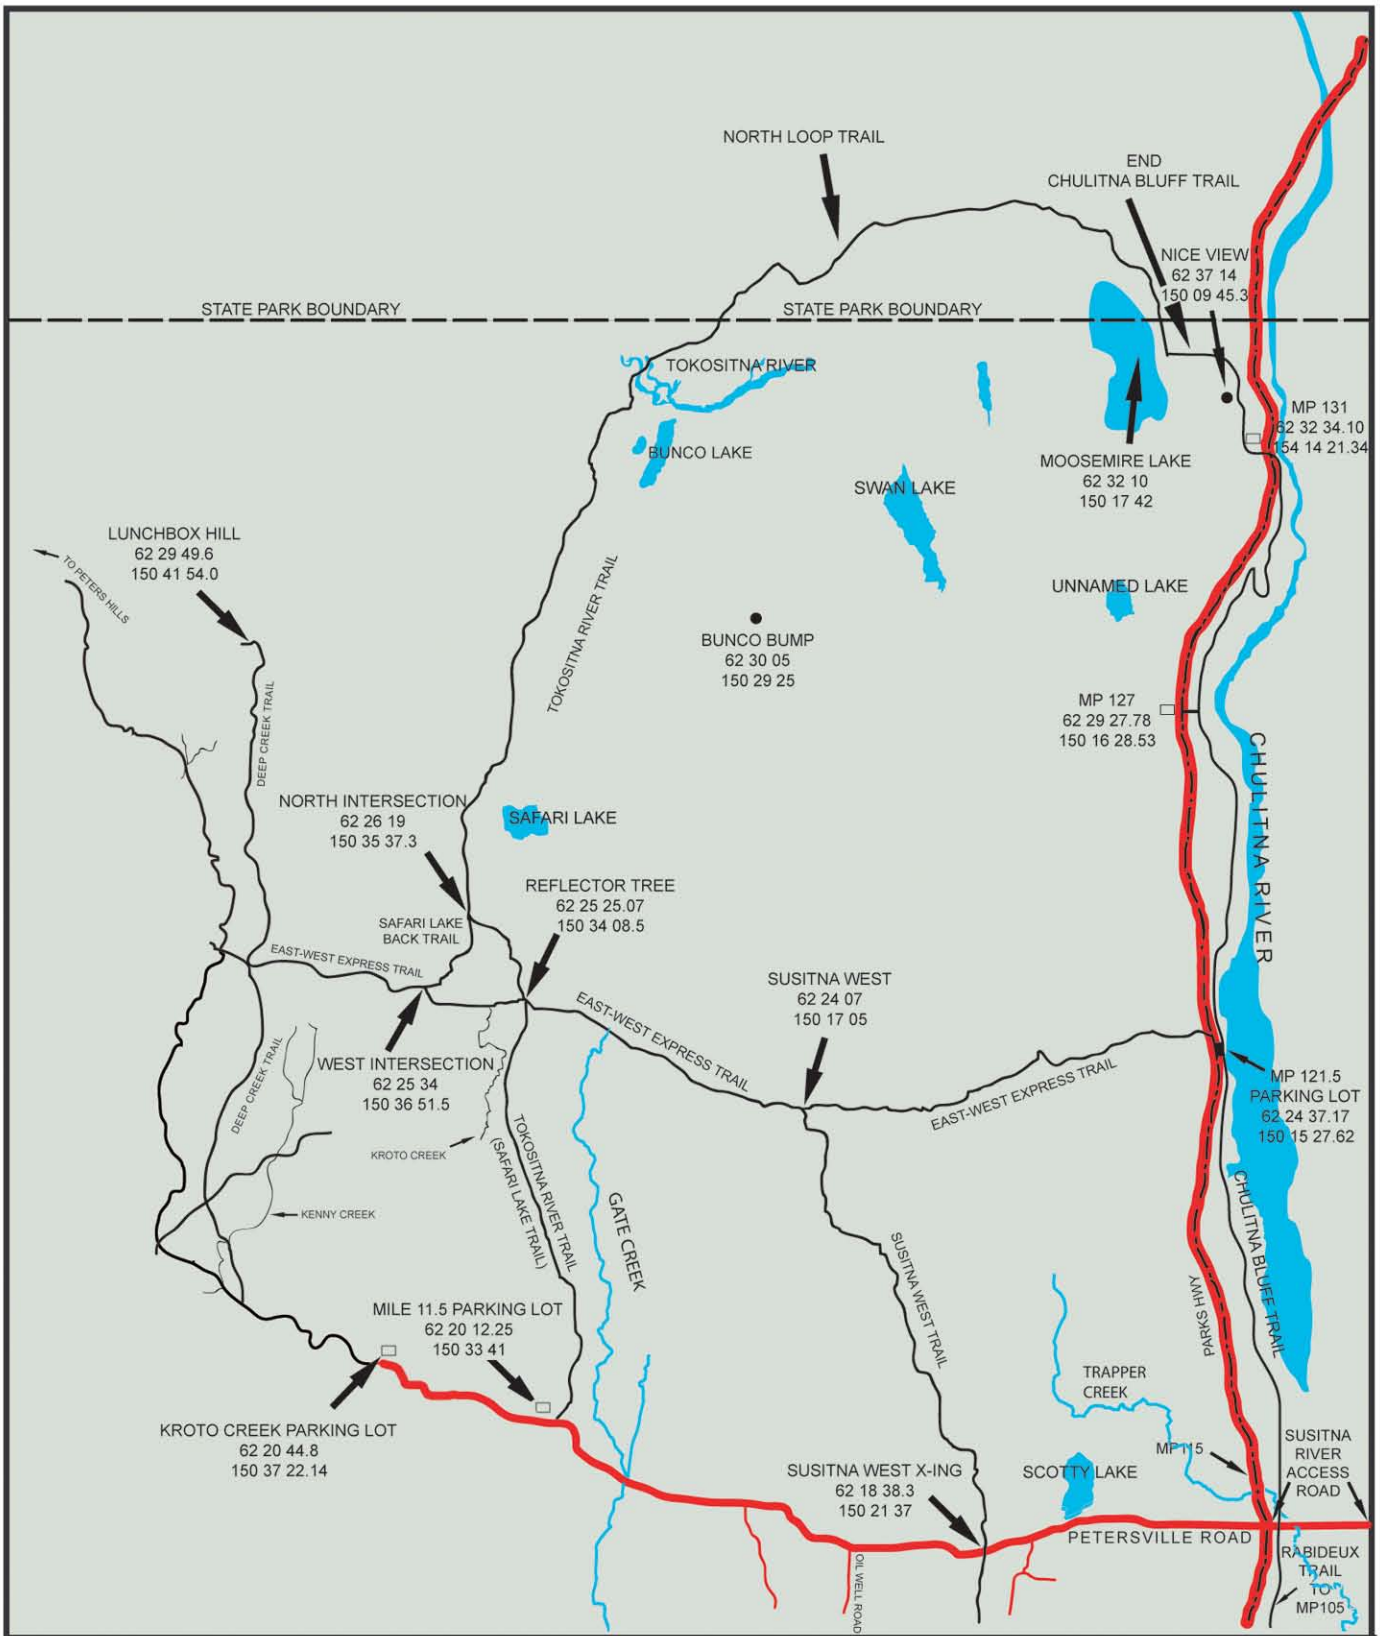 NORTH LOOP TRAIL
END
CHULITNA BLUFF TRAIL
NICE VIEW
62 37 14
150 09 45.3
STATE PARK BOUNDARY
STATE PARK BOUNDARY
TOKOSITNA RIVER
MP 131
62 32 34.10
154 14 21.34
BUNCO LAKE
MOOSEMIRE LAKE
62 32 10
150 17 42
SWAN LAKE
LUNCHBOX HILL
62 29 49.6
150 41 54.0
TO PETERS HILLS
UNNAMED LAKE
TOKOSITNA RIVER TRAIL
BUNCO BUMP
62 30 05
150 29 25
DEEP CREEK TRAIL
MP 127
62 29 27.78
150 16 28.53
CHULITNA RIVER
NORTH INTERSECTION
62 26 19
150 35 37.3
SAFARI LAKE
REFLECTOR TREE
62 25 25.07
150 34 08.5
SAFARI LAKE
BACK TRAIL
EAST-WEST EXPRESS TRAIL
SUSITNA WEST
62 24 07
150 17 05
EAST-WEST EXPRESS TRAIL
WEST INTERSECTION
62 25 34
150 36 51.5
EAST-WEST EXPRESS TRAIL
MP 121.5
PARKING LOT
62 24 37.17
150 15 27.62
DEEP CREEK TRAIL
KROTO CREEK
TOKOSITNA RIVER TRAIL
(SAFARI LAKE TRAIL)
KENNY CREEK
GATE CREEK
SUSITNA WEST TRAIL
CHULITNA BLUFF TRAIL
PARKS HWY
MILE 11.5 PARKING LOT
62 20 12.25
150 33 41
TRAPPER
CREEK
KROTO CREEK PARKING LOT
62 20 44.8
150 37 22.14
MP115
SUSITNA
RIVER
ACCESS
ROAD
SUSITNA WEST X-ING
62 18 38.3
150 21 37
SCOTTY LAKE
PETERSVILLE ROAD
OIL WELL ROAD
RABIDEUX
TRAIL
TO
MP105